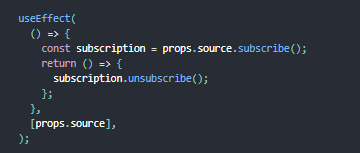 useEffect(
  () => {
    const subscription = props.source.subscribe();
    return () => {
      subscription.unsubscribe();
    };
  },
  [props.source],
);